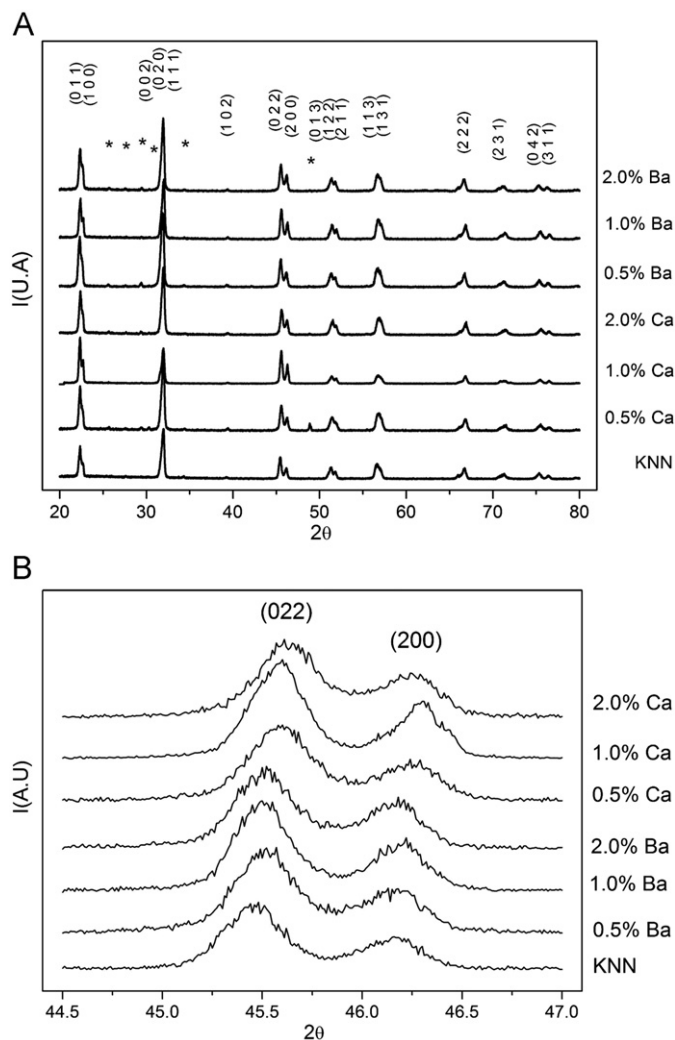 A
(0 1 1)
(1 0 0)
(0 0 2)
(0 2 0)
(1 1 1)
(1 0 2)
(0 2 2)
(2 0 0)
(0 1 3)
(1 2 2)
(2 1 1)
(1 1 3)
(1 3 1)
(2 2 2)
(2 3 1)
(0 4 2)
(3 1 1)
* * * * * *
2.0% Ba
1.0% Ba
0.5% Ba
2.0% Ca
1.0% Ca
0.5% Ca
KNN
I(U.A)
20 30 40 50 60 70 80
2θ
B
(022) (200)
2.0% Ca
1.0% Ca
0.5% Ca
2.0% Ba
1.0% Ba
0.5% Ba
KNN
I(A.U)
44.5 45.0 45.5 46.0 46.5 47.0
2θ